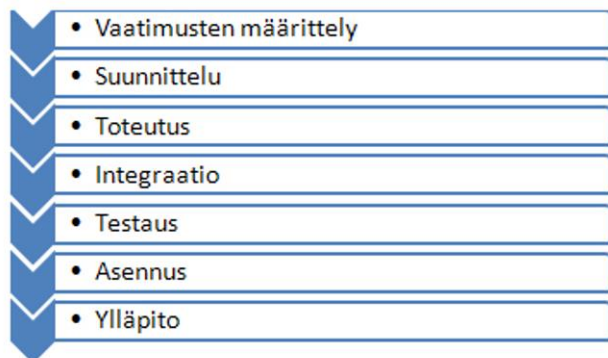 • Vaatimusten määrittely
• Suunnittelu
• Toteutus
• Integraatio
• Testaus
• Asennus
• Ylläpito